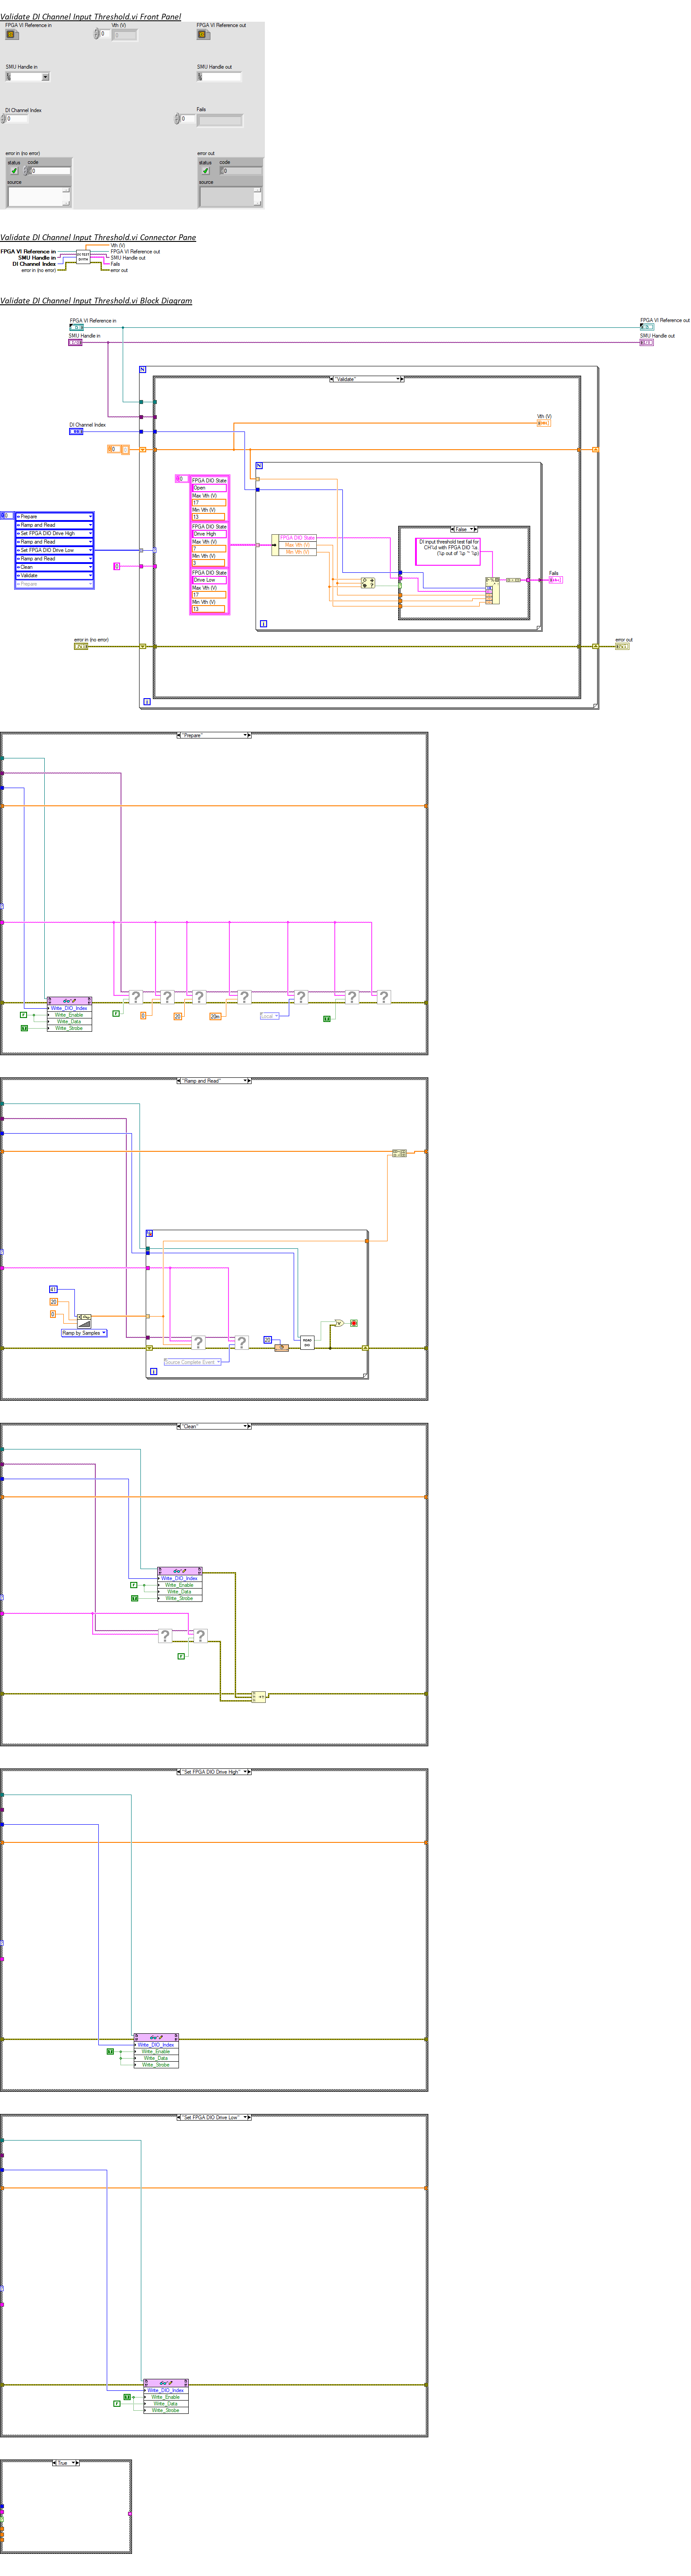 Validate DI Channel Input Threshold.vi Front Panel
FPGA VI Reference in
Vth (V)
FPGA VI Reference out
0
SMU Handle in
SMU Handle out
DI Channel Index
Fails
0
0
error in (no error)
error out
status code
0
source
status code
0
source
Validate DI Channel Input Threshold.vi Connector Pane
Vth (V)
FPGA VI Reference in
FPGA VI Reference out
SMU Handle in
SMU Handle out
DI Channel Index
Fails
error in (no error)
error out
Validate DI Channel Input Threshold.vi Block Diagram
FPGA VI Reference in
FPGA VI Reference out
SMU Handle in
SMU Handle out
N
"Validate"
DI Channel Index
Vth (V)
0
N
0
FPGA DIO State
Open
Max Vth (V)
17
Min Vth (V)
13
FPGA DIO State
Drive High
Max Vth (V)
7
Min Vth (V)
3
FPGA DIO State
Drive Low
Max Vth (V)
17
Min Vth (V)
13
FPGA DIO State
Max Vth (V)
Min Vth (V)
False
DI input threshold test fail for
CH%d with FPGA DIO %s
(%p out of %p ~ %p)
Fails
0
Prepare
Ramp and Read
Set FPGA DIO Drive High
Ramp and Read
Set FPGA DIO Drive Low
Ramp and Read
Clean
Validate
Prepare
i
error in (no error)
error out
i
"Prepare"
Write_DIO_Index
Write_Enable
Write_Data
Write_Strobe
F
T
F
0
20
20m
Local
T
"Ramp and Read"
N
41
20
0
Ramp by Samples
Source Complete Event
20
READ
i
"Clean"
Write_DIO_Index
Write_Enable
Write_Data
Write_Strobe
F
T
F
"Set FPGA DIO Drive High"
Write_DIO_Index
Write_Enable
Write_Data
Write_Strobe
T
"Set FPGA DIO Drive Low"
Write_DIO_Index
Write_Enable
Write_Data
Write_Strobe
T
F
True